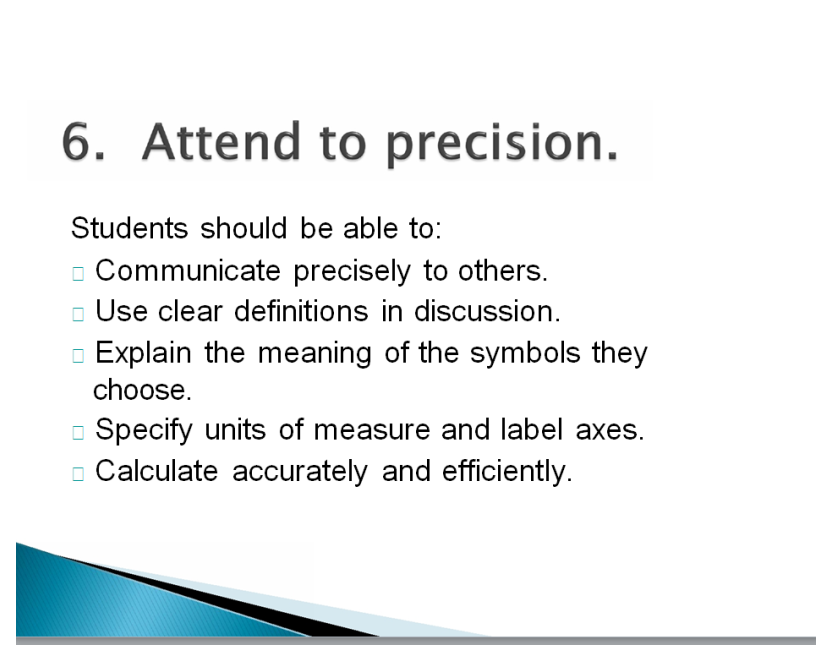 6. Attend to precision.
Students should be able to:
Communicate precisely to others.
Use clear definitions in discussion.
Explain the meaning of the symbols they
choose.
Specify units of measure and label axes.
Calculate accurately and efficiently.